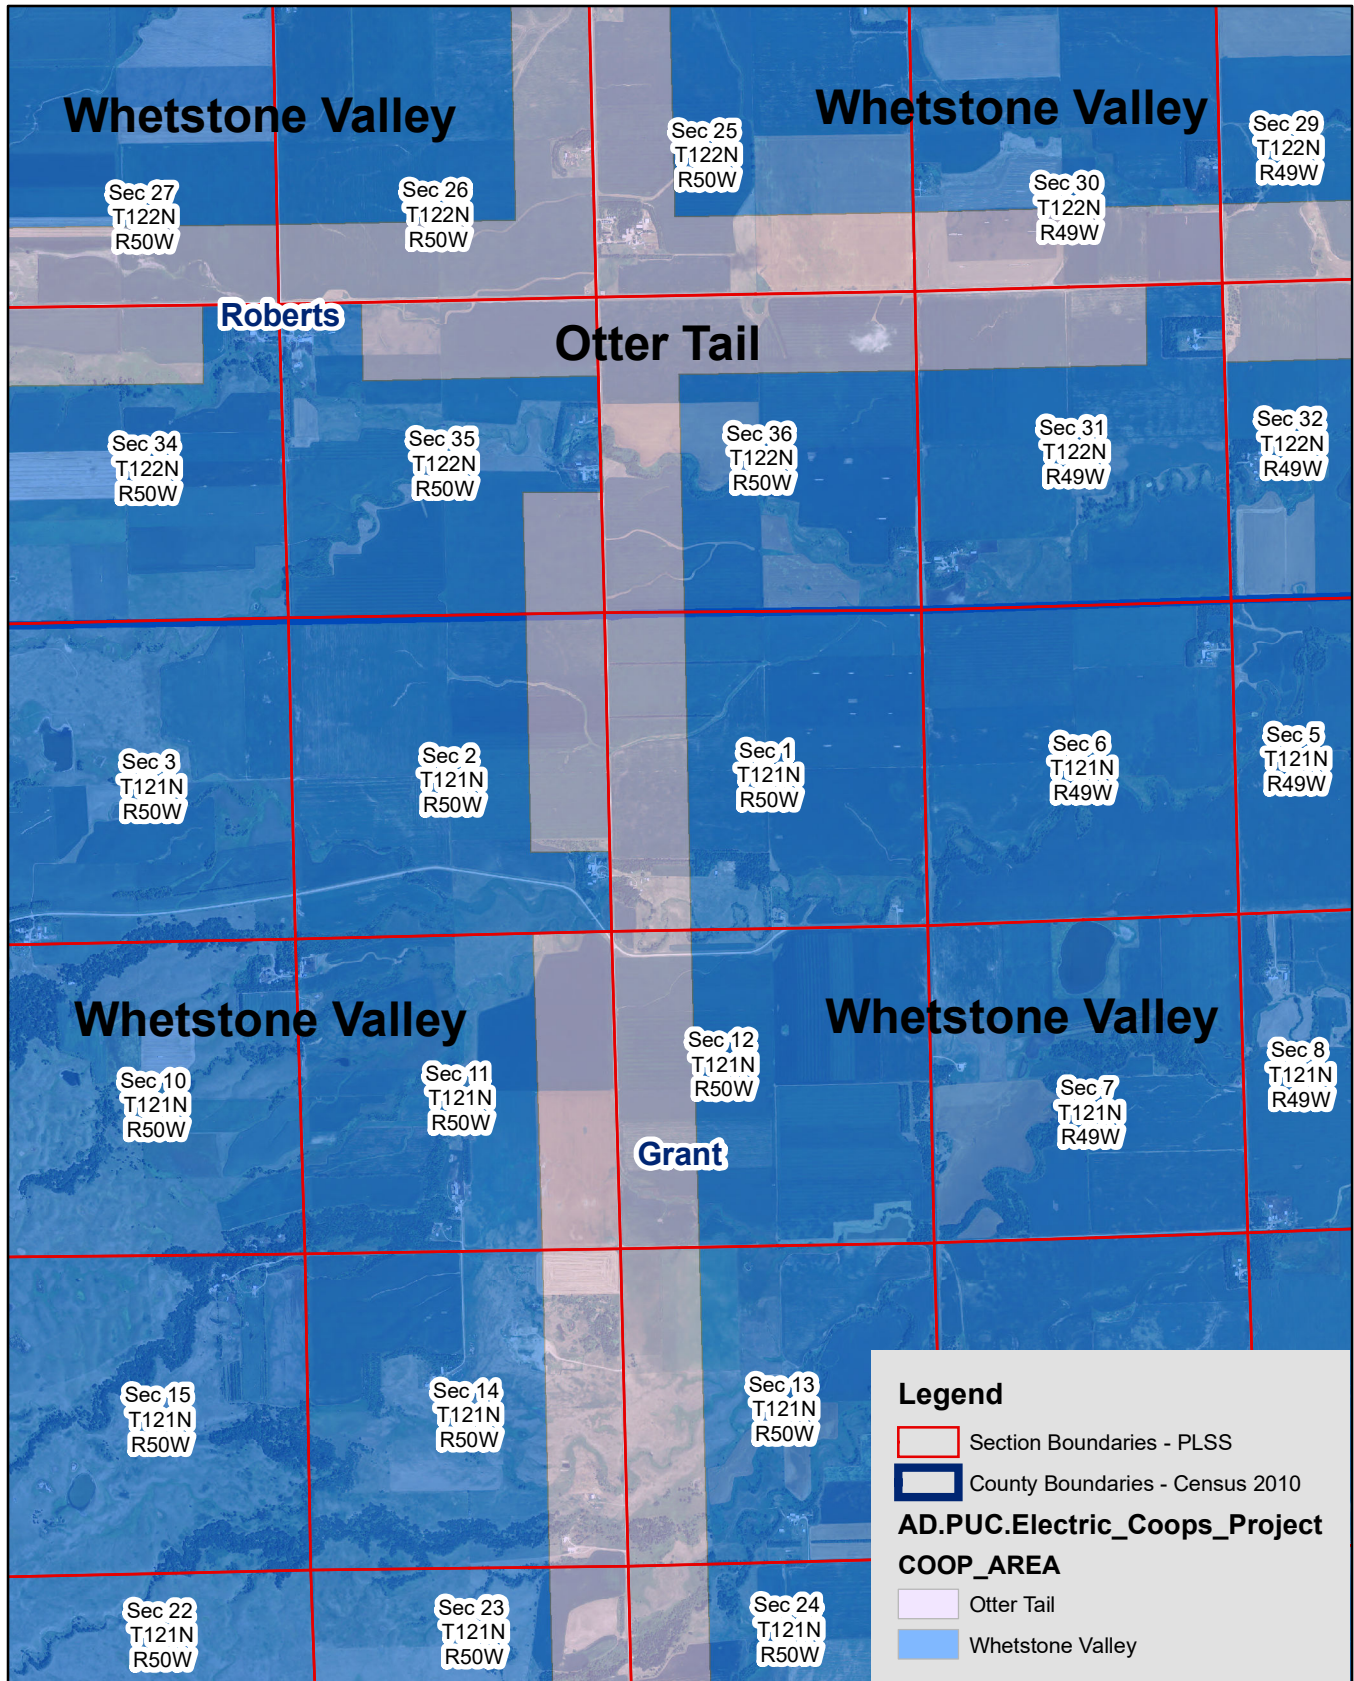 Whetstone Valley
Whetstone Valley
Sec 27
T122N
R50W
Sec 26
T122N
R50W
Sec 25
T122N
R50W
Sec 30
T122N
R49W
Sec 29
T122N
R49W
Roberts
Otter Tail
Sec 34
T122N
R50W
Sec 35
T122N
R50W
Sec 36
T122N
R50W
Sec 31
T122N
R49W
Sec 32
T122N
R49W
Sec 3
T121N
R50W
Sec 2
T121N
R50W
Sec 1
T121N
R50W
Sec 6
T121N
R49W
Sec 5
T121N
R49W
Whetstone Valley
Whetstone Valley
Sec 10
T121N
R50W
Sec 11
T121N
R50W
Sec 12
T121N
R50W
Sec 7
T121N
R49W
Sec 8
T121N
R49W
Grant
Sec 15
T121N
R50W
Sec 14
T121N
R50W
Sec 13
T121N
R50W
Sec 22
T121N
R50W
Sec 23
T121N
R50W
Sec 24
T121N
R50W
Legend
Section Boundaries - PLSS
County Boundaries - Census 2010
AD.PUC.Electric_Coops_Project
COOP_AREA
Otter Tail
Whetstone Valley